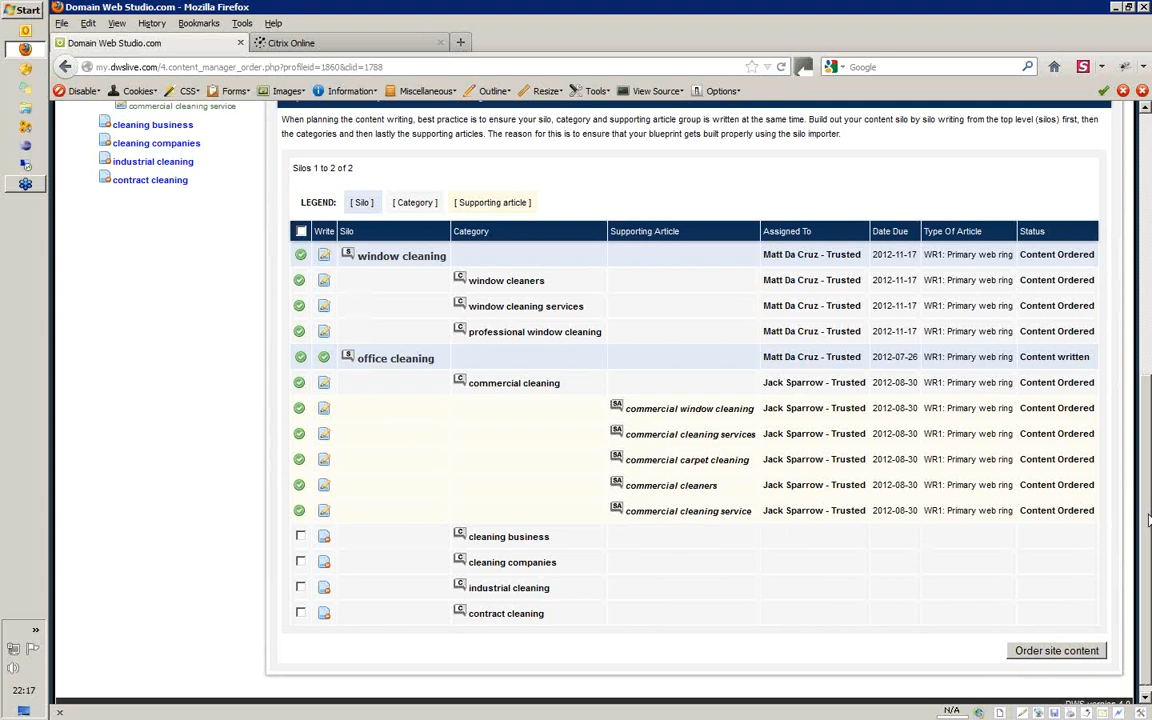 Start
Domain Web Studio.com - Mozilla Firefox
File Edit View History Bookmarks Tools Help
Domain Web Studio.com
Citrix Online
my.dwslive.com/4.content_manager_order.php?profileid=1860&clid=1788
Google
Disable Cookies CSS Forms Images Information Miscellaneous Outline Resize Tools View Source Options
commercial cleaning service
cleaning business
cleaning companies
industrial cleaning
contract cleaning
When planning the content writing, best practice is to ensure your silo, category and supporting article group is written at the same time. Build out your content silo by silo writing from the top level (silos) first, then
the categories and then lastly the supporting articles. The reason for this is to ensure that your blueprint gets built properly using the silo importer.
Silos 1 to 2 of 2
LEGEND: [ Silo ] [ Category ] [ Supporting article ]
Write Silo Category Supporting Article Assigned To Date Due Type Of Article Status
S window cleaning Matt Da Cruz - Trusted 2012-11-17 WR1: Primary web ring Content Ordered
C window cleaners Matt Da Cruz - Trusted 2012-11-17 WR1: Primary web ring Content Ordered
C window cleaning services Matt Da Cruz - Trusted 2012-11-17 WR1: Primary web ring Content Ordered
C professional window cleaning Matt Da Cruz - Trusted 2012-11-17 WR1: Primary web ring Content Ordered
S office cleaning Matt Da Cruz - Trusted 2012-07-26 WR1: Primary web ring Content written
C commercial cleaning Jack Sparrow - Trusted 2012-08-30 WR1: Primary web ring Content Ordered
SA commercial window cleaning Jack Sparrow - Trusted 2012-08-30 WR1: Primary web ring Content Ordered
SA commercial cleaning services Jack Sparrow - Trusted 2012-08-30 WR1: Primary web ring Content Ordered
SA commercial carpet cleaning Jack Sparrow - Trusted 2012-08-30 WR1: Primary web ring Content Ordered
SA commercial cleaners Jack Sparrow - Trusted 2012-08-30 WR1: Primary web ring Content Ordered
SA commercial cleaning service Jack Sparrow - Trusted 2012-08-30 WR1: Primary web ring Content Ordered
C cleaning business
C cleaning companies
C industrial cleaning
C contract cleaning
Order site content
22:17
N/A